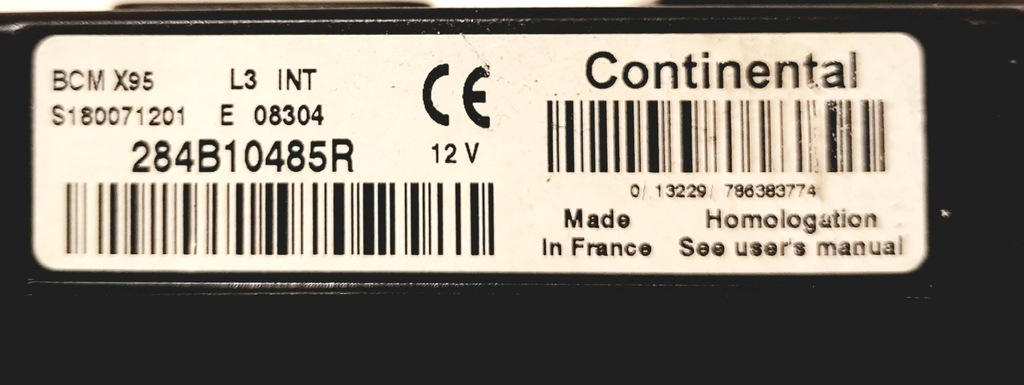 BCM X95 L3 INT
S180071201 E 08304
284B10485R
12 V
Continental
0/ 13229/ 786383774
Made
In France
Homologation
See user's manual